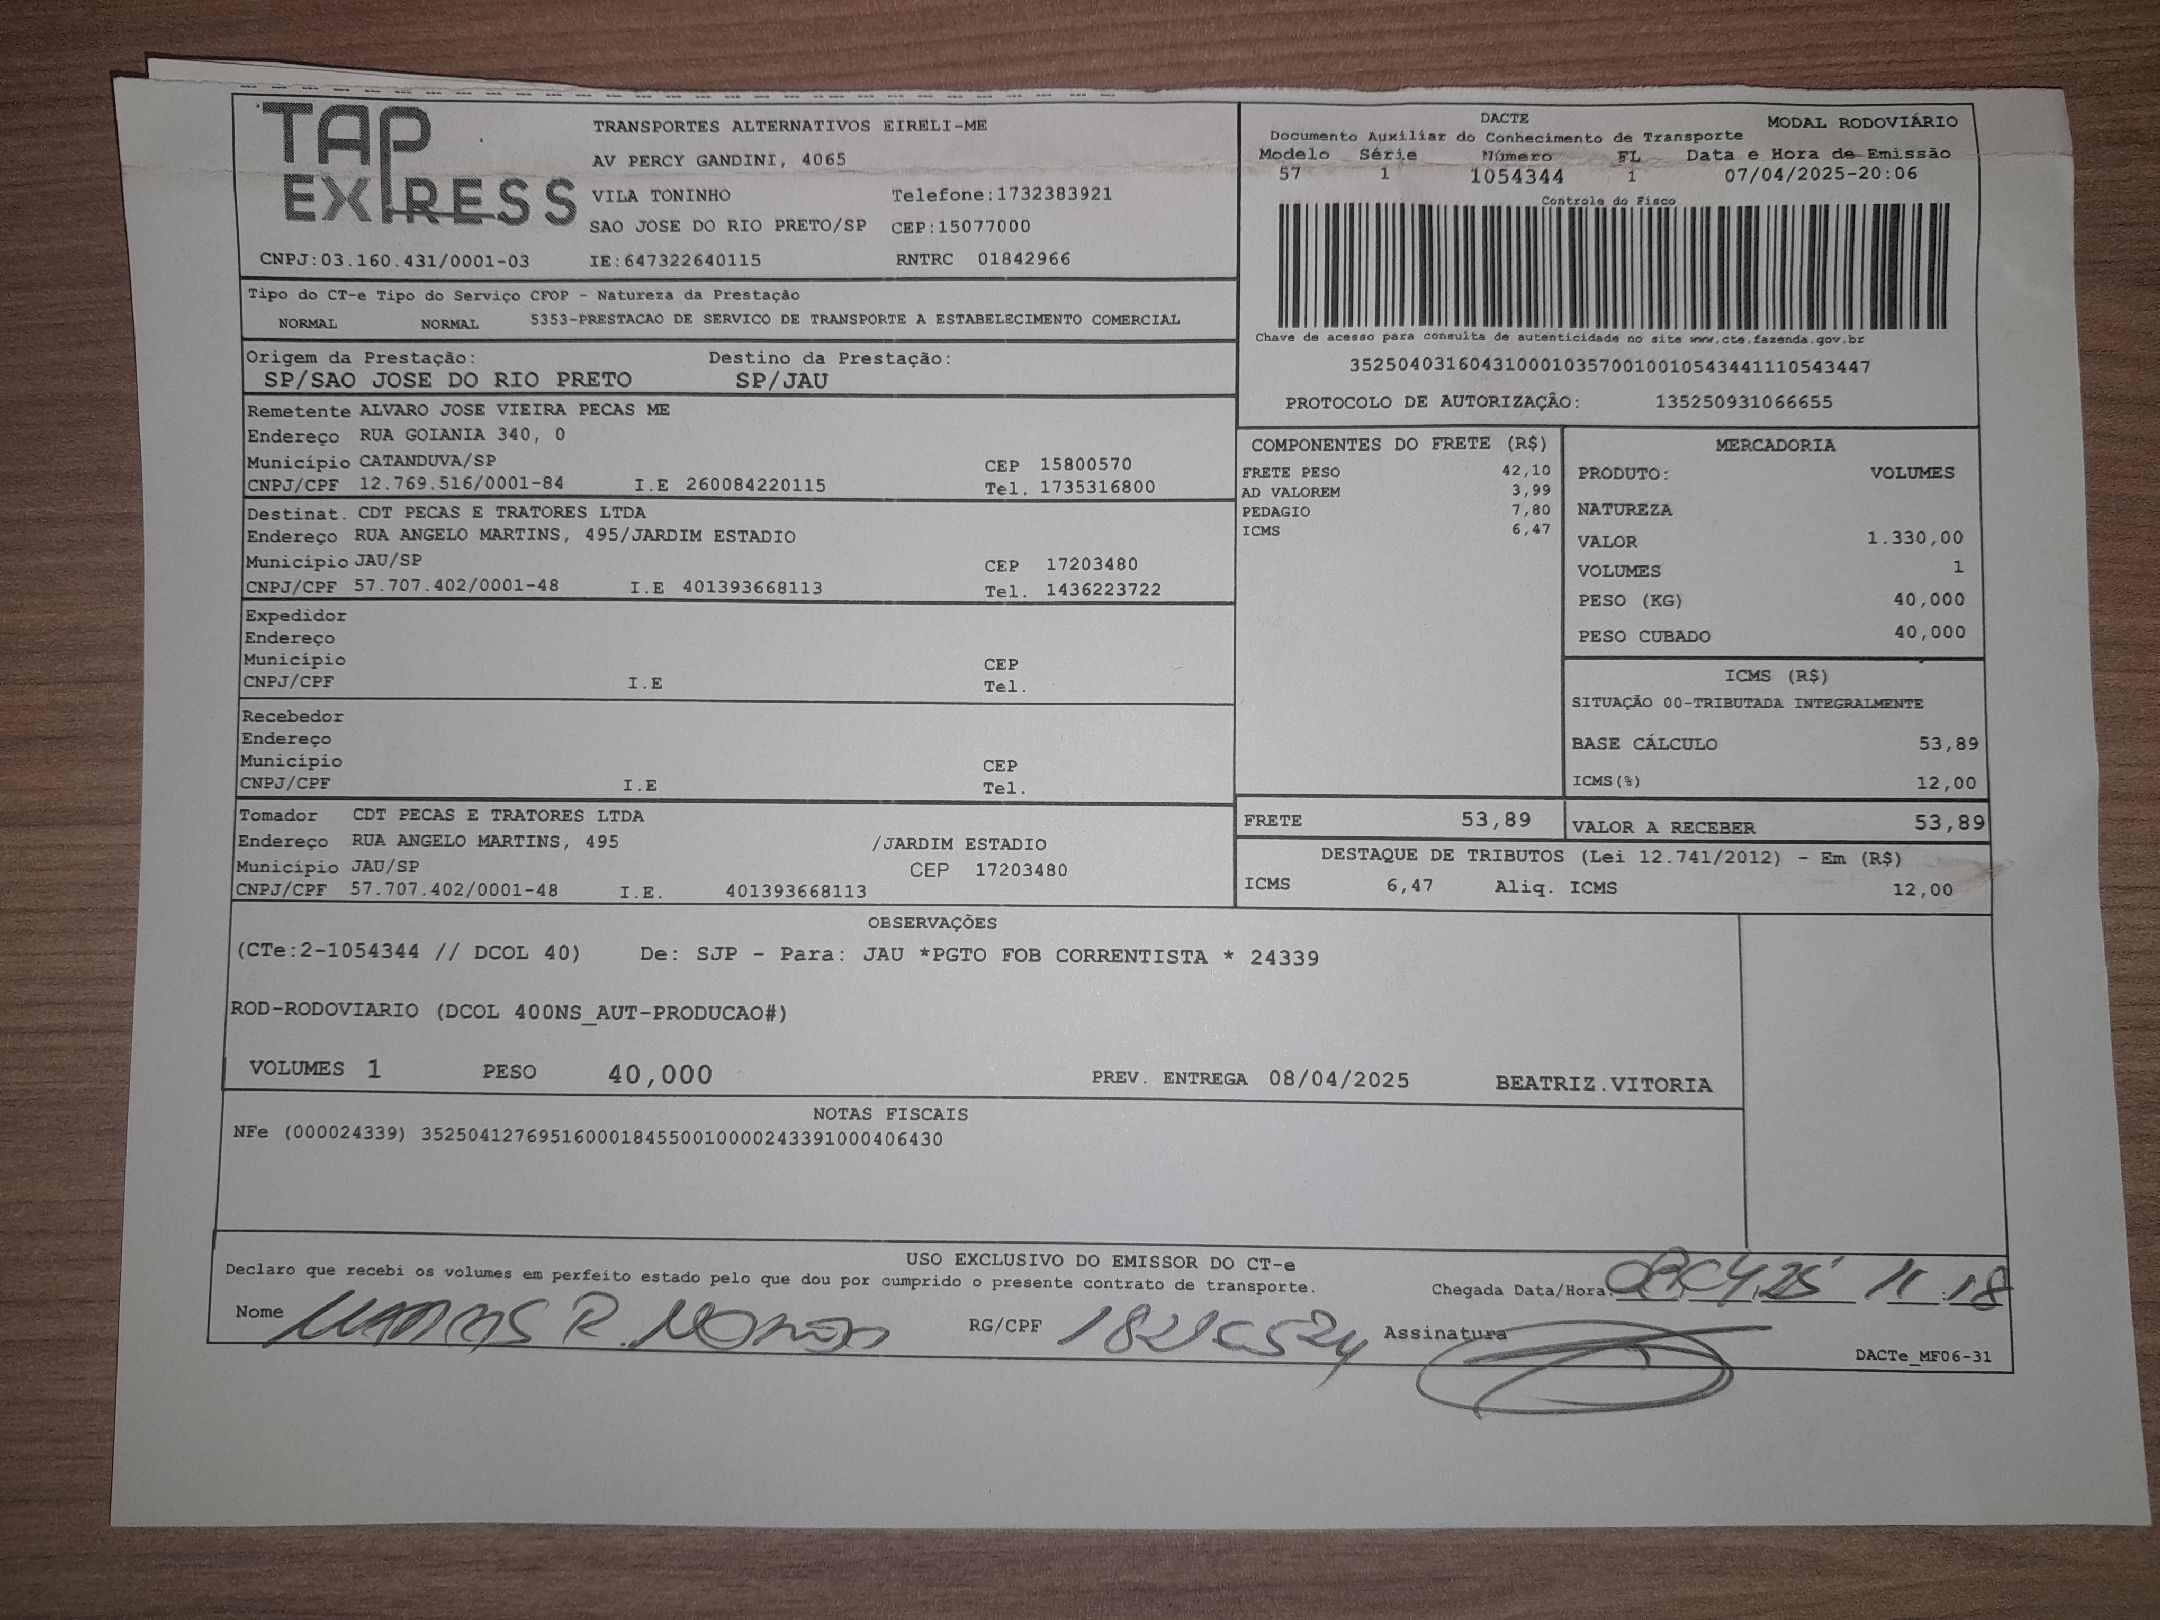 TAP
EXPRESS
TRANSPORTES ALTERNATIVOS EIRELI-ME
AV PERCY GANDINI, 4065
VILA TONINHO Telefone:1732383921
SAO JOSE DO RIO PRETO/SP CEP:15077000
CNPJ:03.160.431/0001-03 IE:647322640115 RNTRC 01842966
DACTE MODAL RODOVIÁRIO
Documento Auxiliar do Conhecimento de Transporte
Modelo Série Número FL Data e Hora de Emissão
57 1 1054344 1 07/04/2025-20:06
Controle do Fisco
Chave de acesso para consulta de autenticidade no site www.cte.fazenda.gov.br
35250403160431000103570010010543441110543447
PROTOCOLO DE AUTORIZAÇÃO: 135250931066655
Tipo do CT-e Tipo do Serviço CFOP - Natureza da Prestação
NORMAL NORMAL 5353-PRESTACAO DE SERVICO DE TRANSPORTE A ESTABELECIMENTO COMERCIAL
Origem da Prestação: Destino da Prestação:
SP/SAO JOSE DO RIO PRETO SP/JAU
Remetente ALVARO JOSE VIEIRA PECAS ME
Endereço RUA GOIANIA 340, 0
Município CATANDUVA/SP CEP 15800570
CNPJ/CPF 12.769.516/0001-84 I.E 260084220115 Tel. 1735316800
Destinat. CDT PECAS E TRATORES LTDA
Endereço RUA ANGELO MARTINS, 495/JARDIM ESTADIO
Município JAU/SP CEP 17203480
CNPJ/CPF 57.707.402/0001-48 I.E 401393668113 Tel. 1436223722
Expedidor
Endereço
Município CEP
CNPJ/CPF I.E Tel.
Recebedor
Endereço
Município CEP
CNPJ/CPF I.E Tel.
Tomador CDT PECAS E TRATORES LTDA
Endereço RUA ANGELO MARTINS, 495 /JARDIM ESTADIO
Município JAU/SP CEP 17203480
CNPJ/CPF 57.707.402/0001-48 I.E. 401393668113
COMPONENTES DO FRETE (R$)
FRETE PESO 42,10
AD VALOREM 3,99
PEDAGIO 7,80
ICMS 6,47
MERCADORIA
PRODUTO: VOLUMES
NATUREZA
VALOR 1.330,00
VOLUMES 1
PESO (KG) 40,000
PESO CUBADO 40,000
ICMS (R$)
SITUAÇÃO 00-TRIBUTADA INTEGRALMENTE
BASE CÁLCULO 53,89
ICMS(%) 12,00
FRETE 53,89 VALOR A RECEBER 53,89
DESTAQUE DE TRIBUTOS (Lei 12.741/2012) - Em (R$)
ICMS 6,47 Aliq. ICMS 12,00
OBSERVAÇÕES
(CTe:2-1054344 // DCOL 40) De: SJP - Para: JAU *PGTO FOB CORRENTISTA * 24339
ROD-RODOVIARIO (DCOL 400NS_AUT-PRODUCAO#)
VOLUMES 1 PESO 40,000 PREV. ENTREGA 08/04/2025 BEATRIZ.VITORIA
NOTAS FISCAIS
NFe (000024339) 35250412769516000184550010000243391000406430
USO EXCLUSIVO DO EMISSOR DO CT-e
Declaro que recebi os volumes em perfeito estado pelo que dou por cumprido o presente contrato de transporte.
Chegada Data/Hora: 08 04 25 11:18
Nome R. RG/CPF Assinatura
DACTe_MF06-31